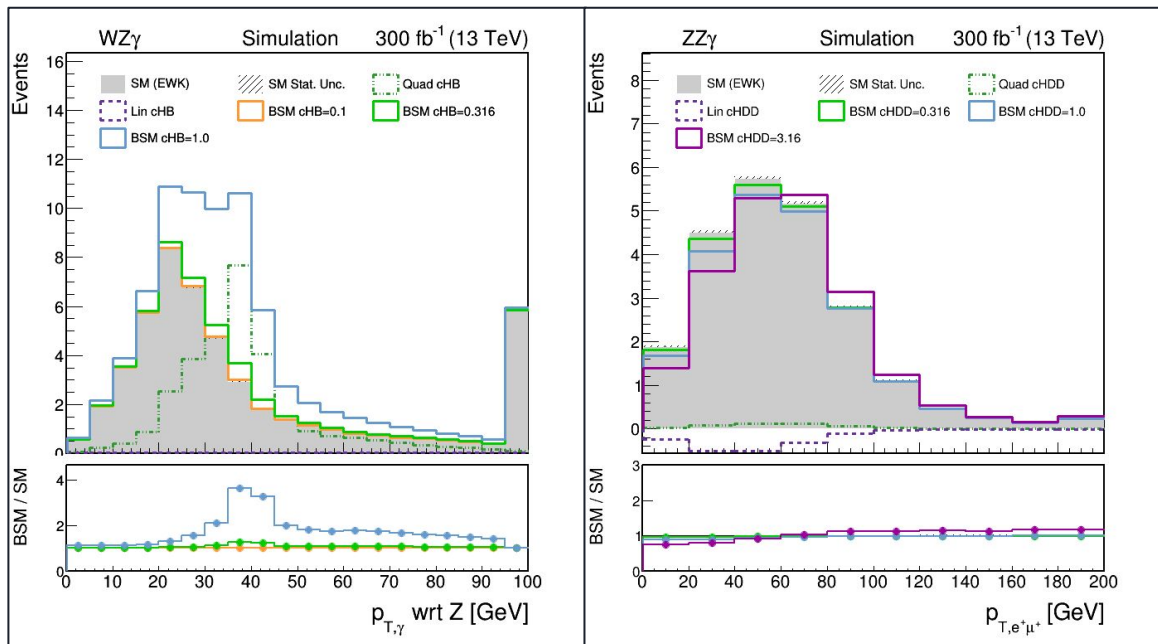 WZγ Simulation 300 fb⁻¹ (13 TeV)
Events
16
14
12
10
8
6
4
2
0
SM (EWK) SM Stat. Unc. Quad cHB
Lin cHB BSM cHB=0.1 BSM cHB=0.316
BSM cHB=1.0
BSM / SM
4
2
0
0 10 20 30 40 50 60 70 80 90 100
p_T,γ wrt Z [GeV]
ZZγ Simulation 300 fb⁻¹ (13 TeV)
Events
8
7
6
5
4
3
2
1
0
SM (EWK) SM Stat. Unc. Quad cHDD
Lin cHDD BSM cHDD=0.316 BSM cHDD=1.0
BSM cHDD=3.16
BSM / SM
3
2
1
0
0 20 40 60 80 100 120 140 160 180 200
p_T,e⁺μ⁺ [GeV]